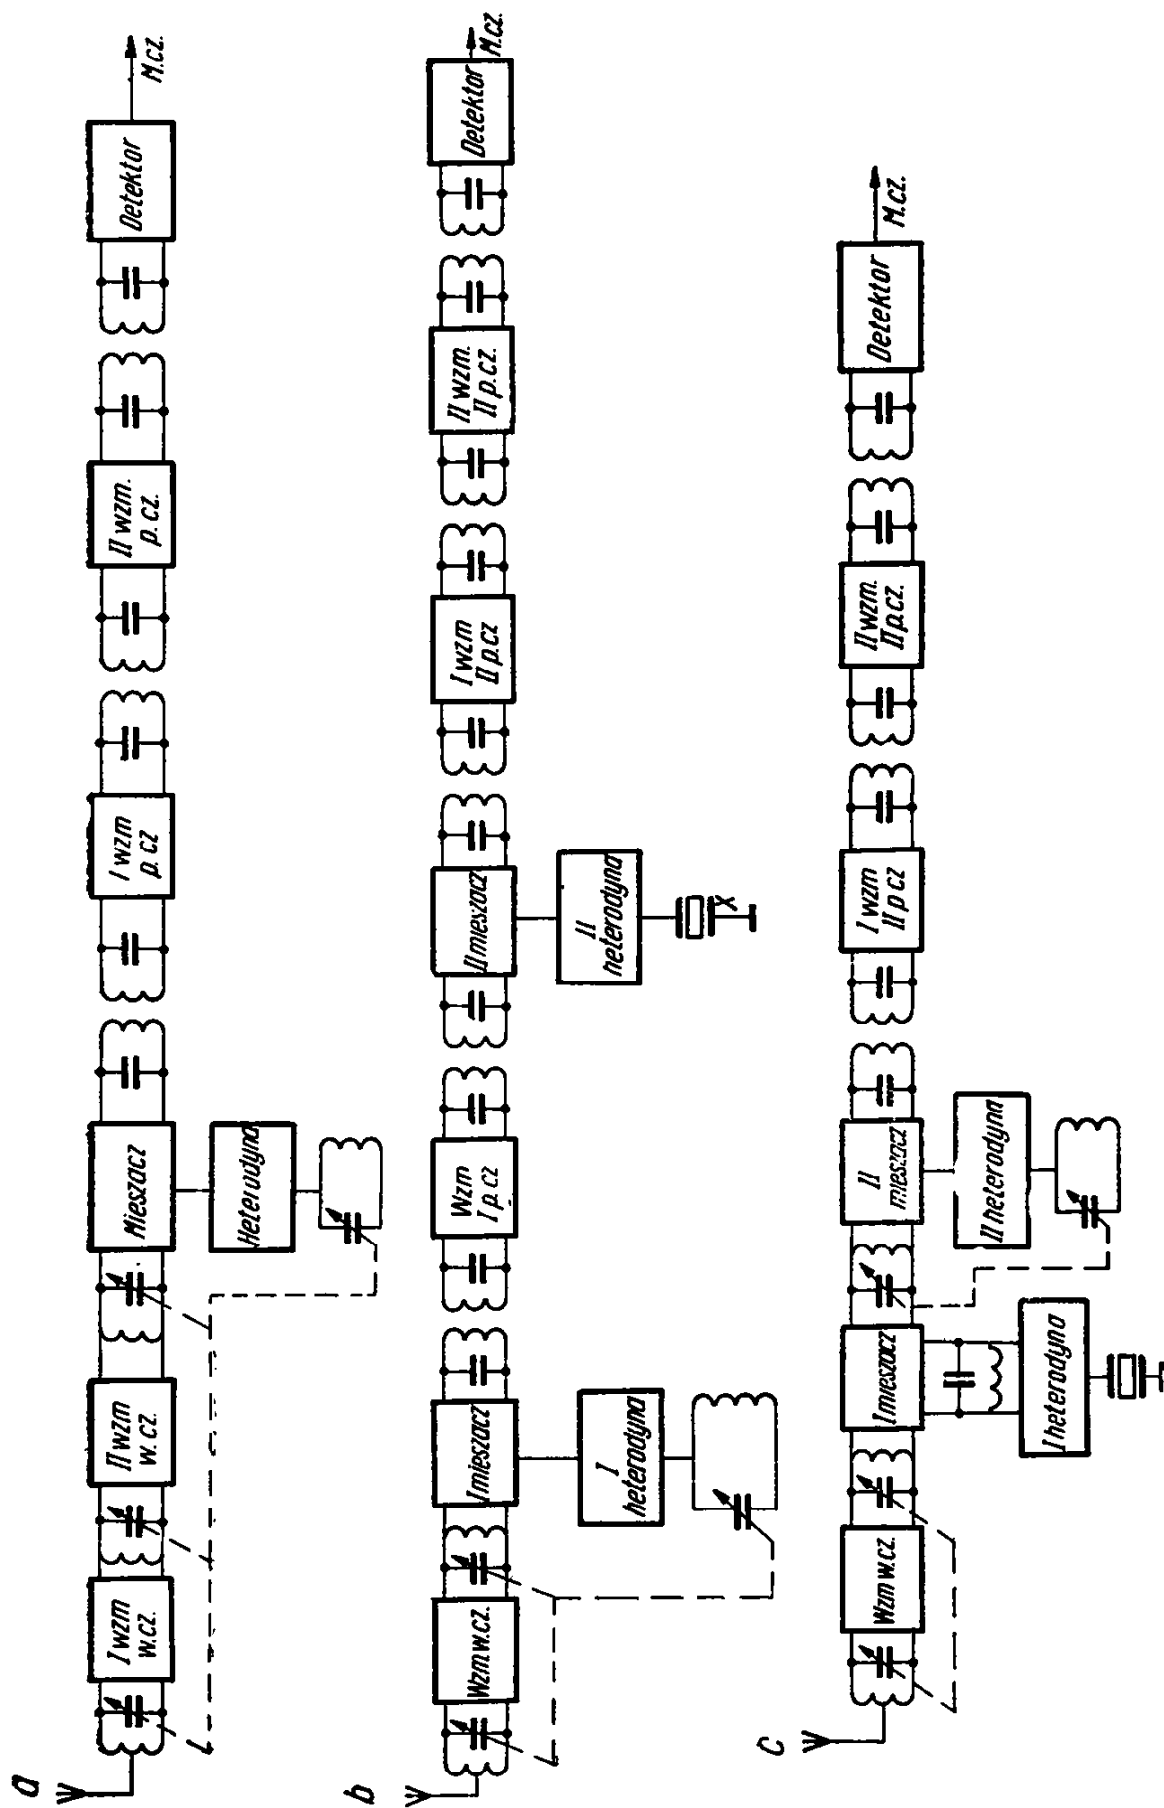 a
I wzm
w.cz.
II wzm
w.cz.
Mieszacz
Heterodyna
I wzm
p.cz
II wzm.
p.cz.
Detektor
M.cz.
b
Wzm w.cz.
I mieszacz
I
heterodyna
Wzm
I p.cz
II mieszacz
II
heterodyna
X
I wzm
II p.cz
II wzm.
II p.cz.
Detektor
M.cz.
c
Wzm w.cz.
I mieszacz
I heterodyna
II
mieszacz
II heterodyna
I wzm
II p cz
II wzm.
II p.cz.
Detektor
M.cz.